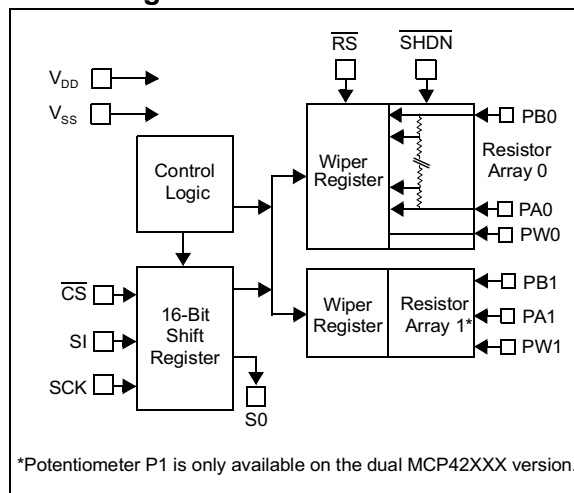 RS
SHDN
VDD
VSS
PB0
Control
Logic
Wiper
Register
Resistor
Array 0
PA0
PW0
CS
SI
SCK
16-Bit
Shift
Register
Wiper
Register
Resistor
Array 1*
PB1
PA1
PW1
S0
*Potentiometer P1 is only available on the dual MCP42XXX version.